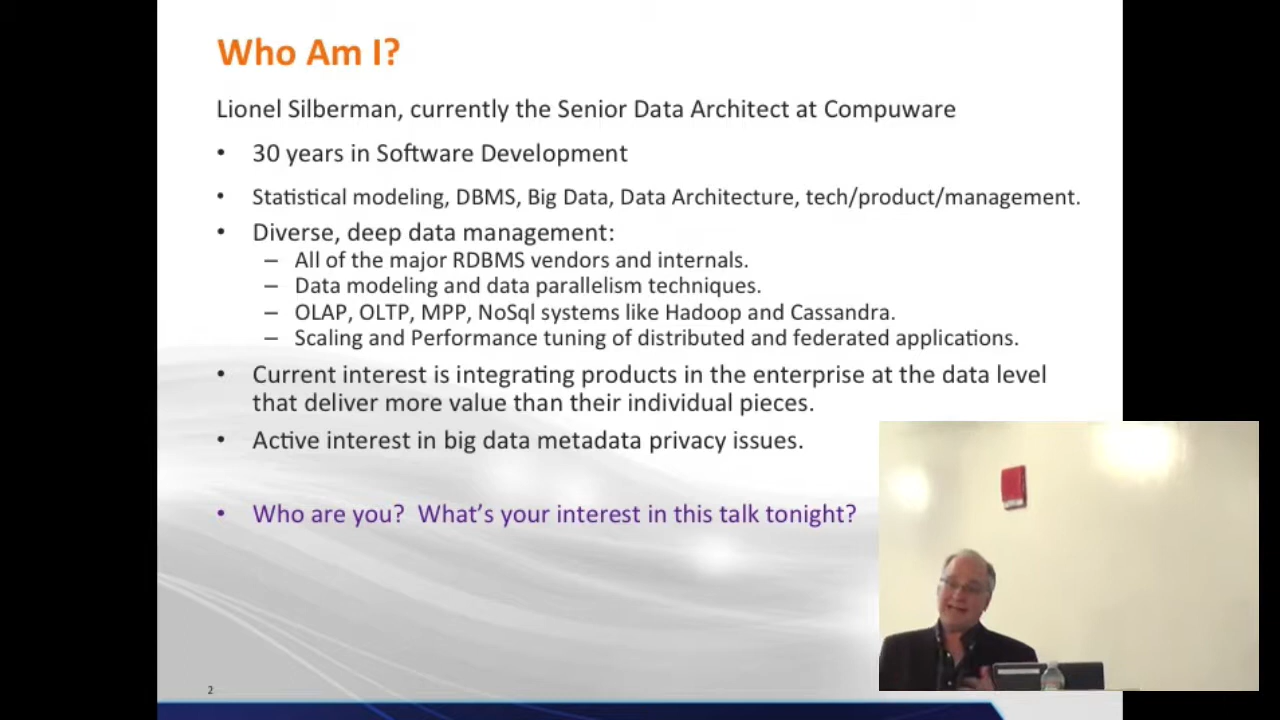 Who Am I?
Lionel Silberman, currently the Senior Data Architect at Compuware
• 30 years in Software Development
• Statistical modeling, DBMS, Big Data, Data Architecture, tech/product/management.
• Diverse, deep data management:
– All of the major RDBMS vendors and internals.
– Data modeling and data parallelism techniques.
– OLAP, OLTP, MPP, NoSql systems like Hadoop and Cassandra.
– Scaling and Performance tuning of distributed and federated applications.
• Current interest is integrating products in the enterprise at the data level
that deliver more value than their individual pieces.
• Active interest in big data metadata privacy issues.
• Who are you?  What's your interest in this talk tonight?
2